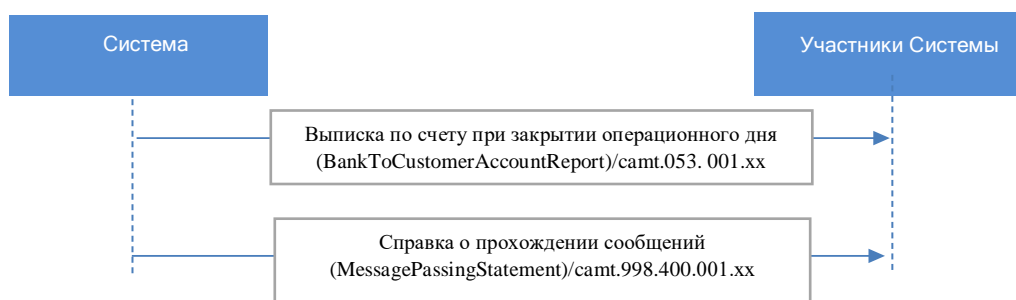 Система
Участники Системы
Выписка по счету при закрытии операционного дня
(BankToCustomerAccountReport)/camt.053. 001.xx
Справка о прохождении сообщений
(MessagePassingStatement)/camt.998.400.001.xx